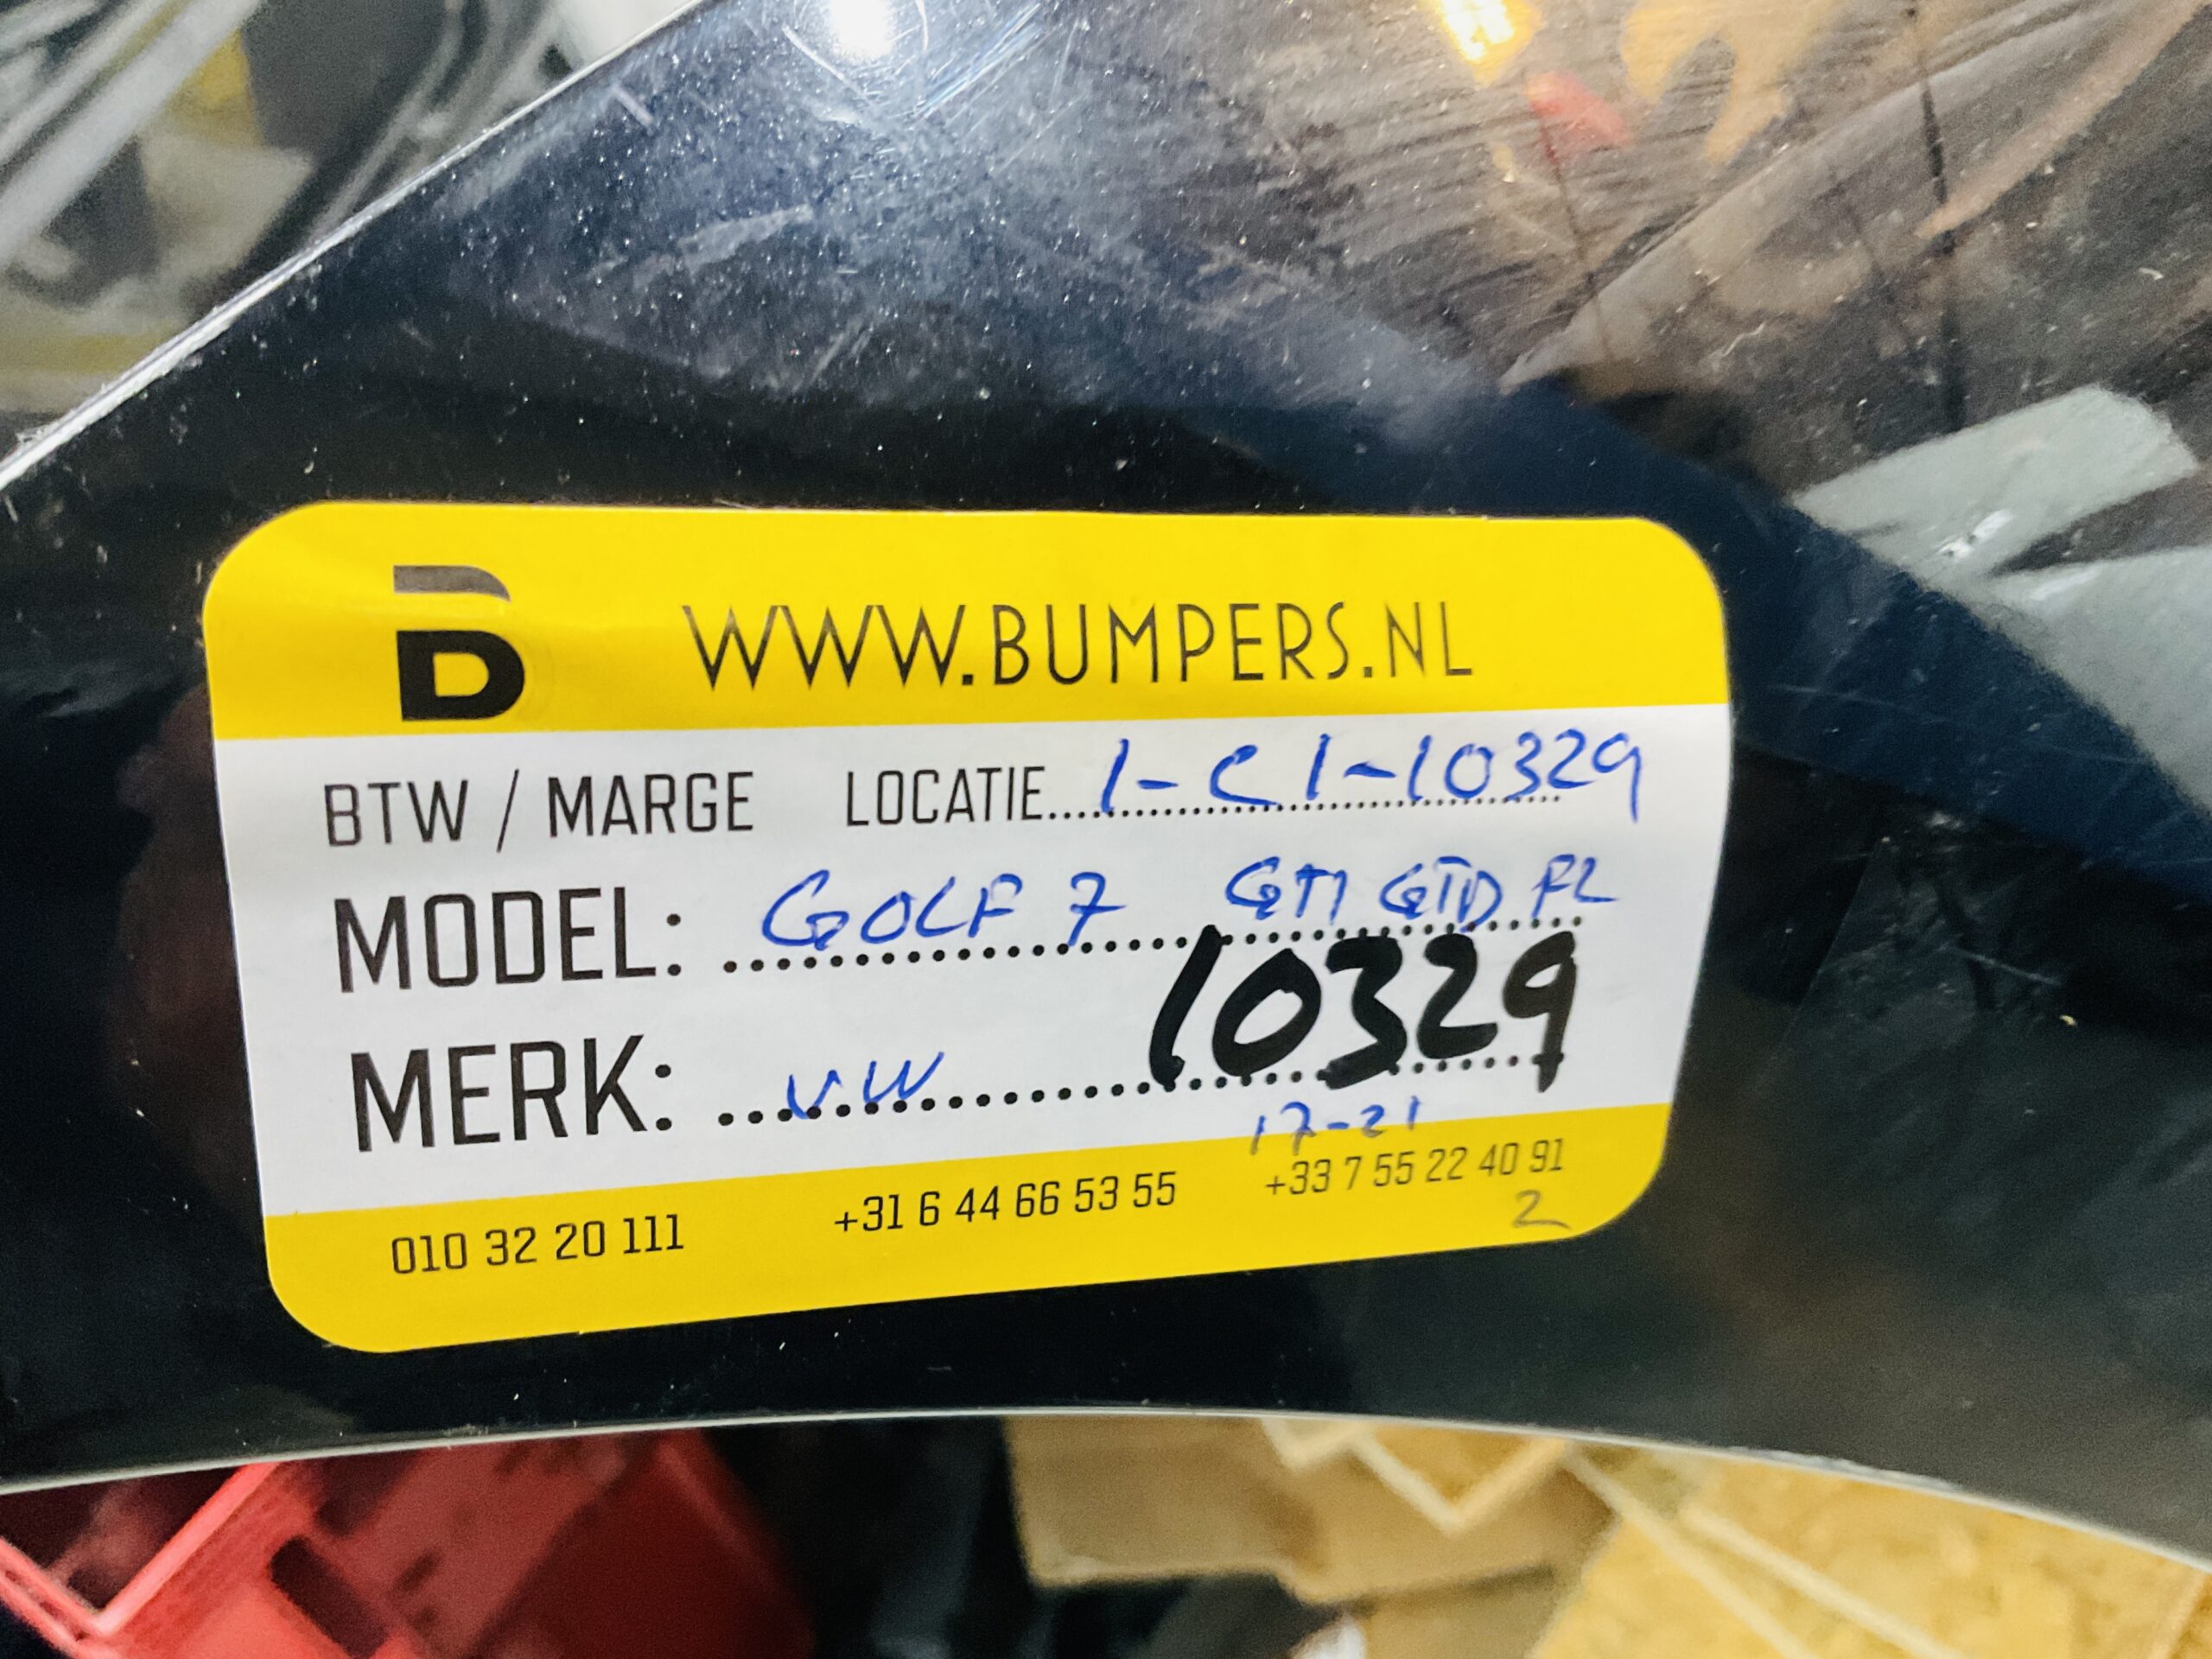 B WWW.BUMPERS.NL
BTW / MARGE LOCATIE....1-C1-10329
MODEL: GOLF 7 GTI GTD FL
10329
MERK: VW
17-21
010 32 20 111 +31 6 44 66 53 55 +33 7 55 22 40 91
2